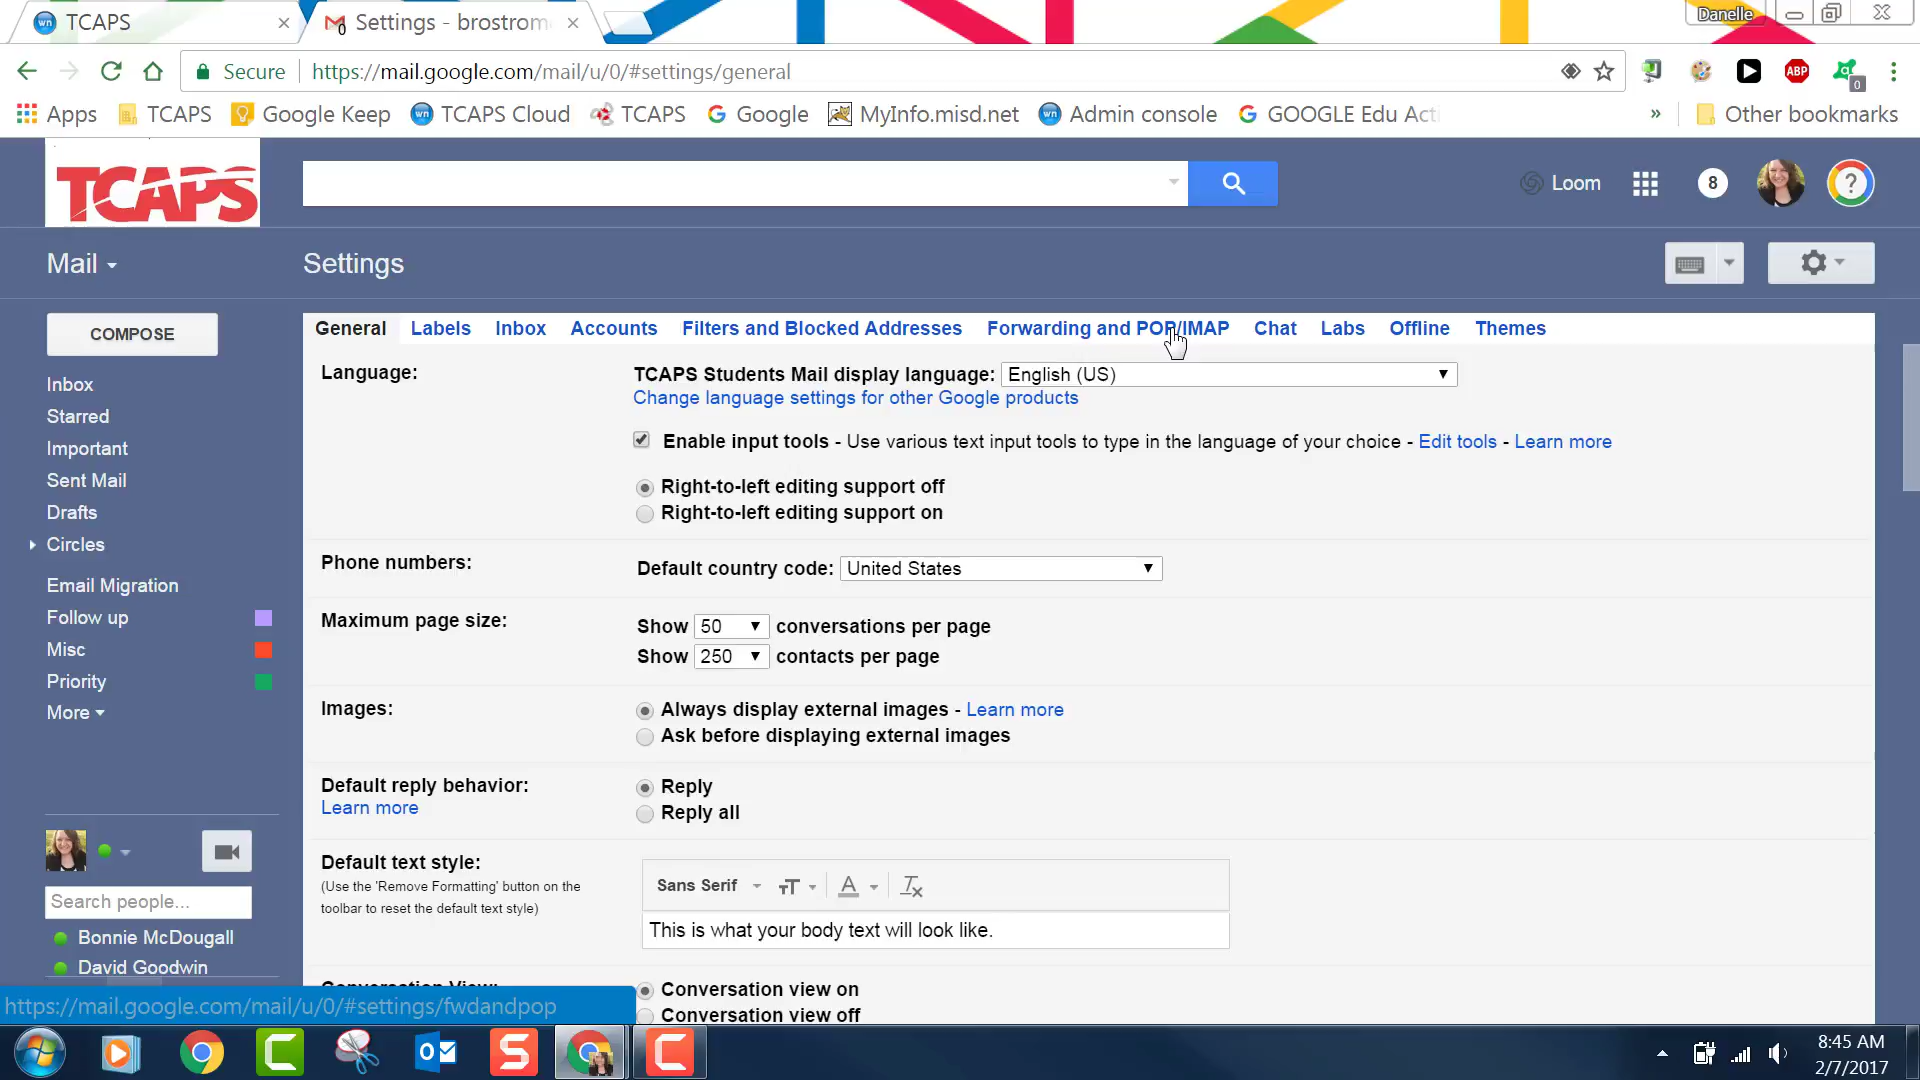 TCAPS
Settings - brostrom
Danelle
Secure https://mail.google.com/mail/u/0/#settings/general
ABP
0
Apps TCAPS Google Keep TCAPS Cloud TCAPS Google MyInfo.misd.net Admin console GOOGLE Edu Acti » Other bookmarks
TCAPS
Loom
8
?
Mail
Settings
COMPOSE
General Labels Inbox Accounts Filters and Blocked Addresses Forwarding and POP/IMAP Chat Labs Offline Themes
Inbox
Starred
Important
Sent Mail
Drafts
Circles
Email Migration
Follow up
Misc
Priority
More
Language:
TCAPS Students Mail display language: English (US)
Change language settings for other Google products
Enable input tools - Use various text input tools to type in the language of your choice - Edit tools - Learn more
Right-to-left editing support off
Right-to-left editing support on
Phone numbers:
Default country code: United States
Maximum page size:
Show 50 conversations per page
Show 250 contacts per page
Images:
Always display external images - Learn more
Ask before displaying external images
Default reply behavior:
Learn more
Reply
Reply all
Default text style:
(Use the 'Remove Formatting' button on the
toolbar to reset the default text style)
Sans Serif
This is what your body text will look like.
Conversation View:
Conversation view on
Conversation view off
Search people...
Bonnie McDougall
David Goodwin
https://mail.google.com/mail/u/0/#settings/fwdandpop
8:45 AM
2/7/2017